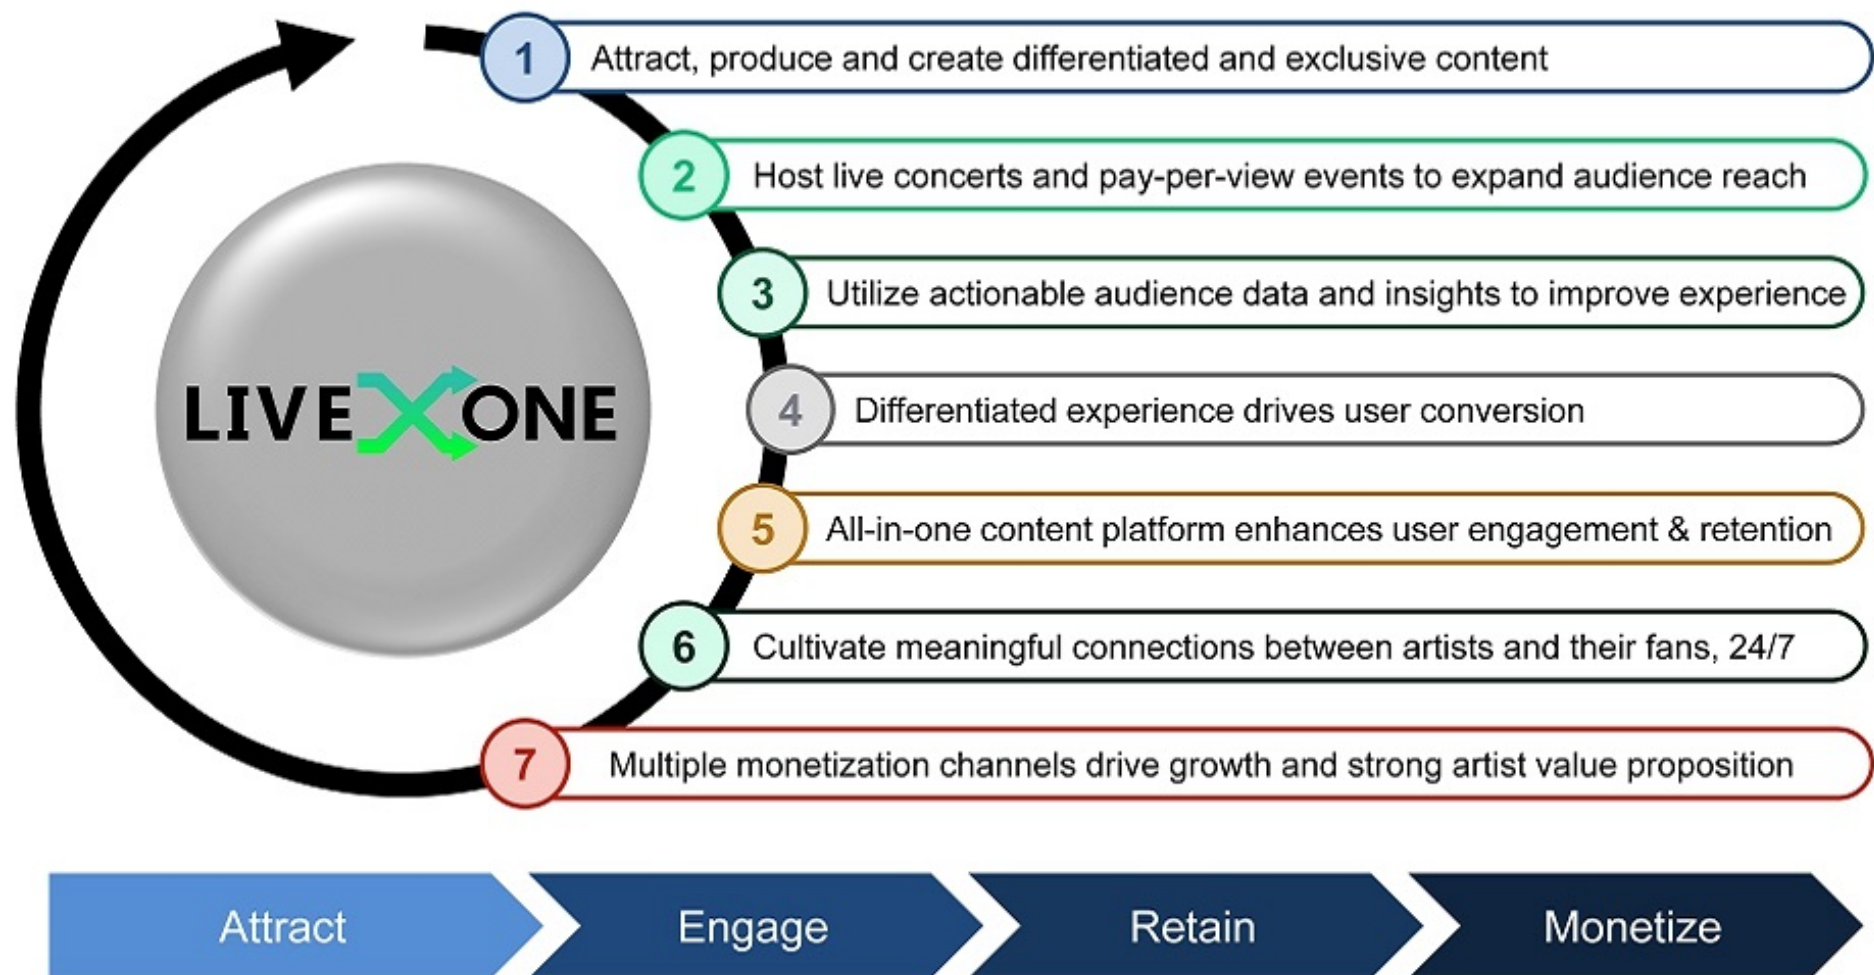 1 Attract, produce and create differentiated and exclusive content
2 Host live concerts and pay-per-view events to expand audience reach
3 Utilize actionable audience data and insights to improve experience
LIVEXONE
4 Differentiated experience drives user conversion
5 All-in-one content platform enhances user engagement & retention
6 Cultivate meaningful connections between artists and their fans, 24/7
7 Multiple monetization channels drive growth and strong artist value proposition
Attract Engage Retain Monetize